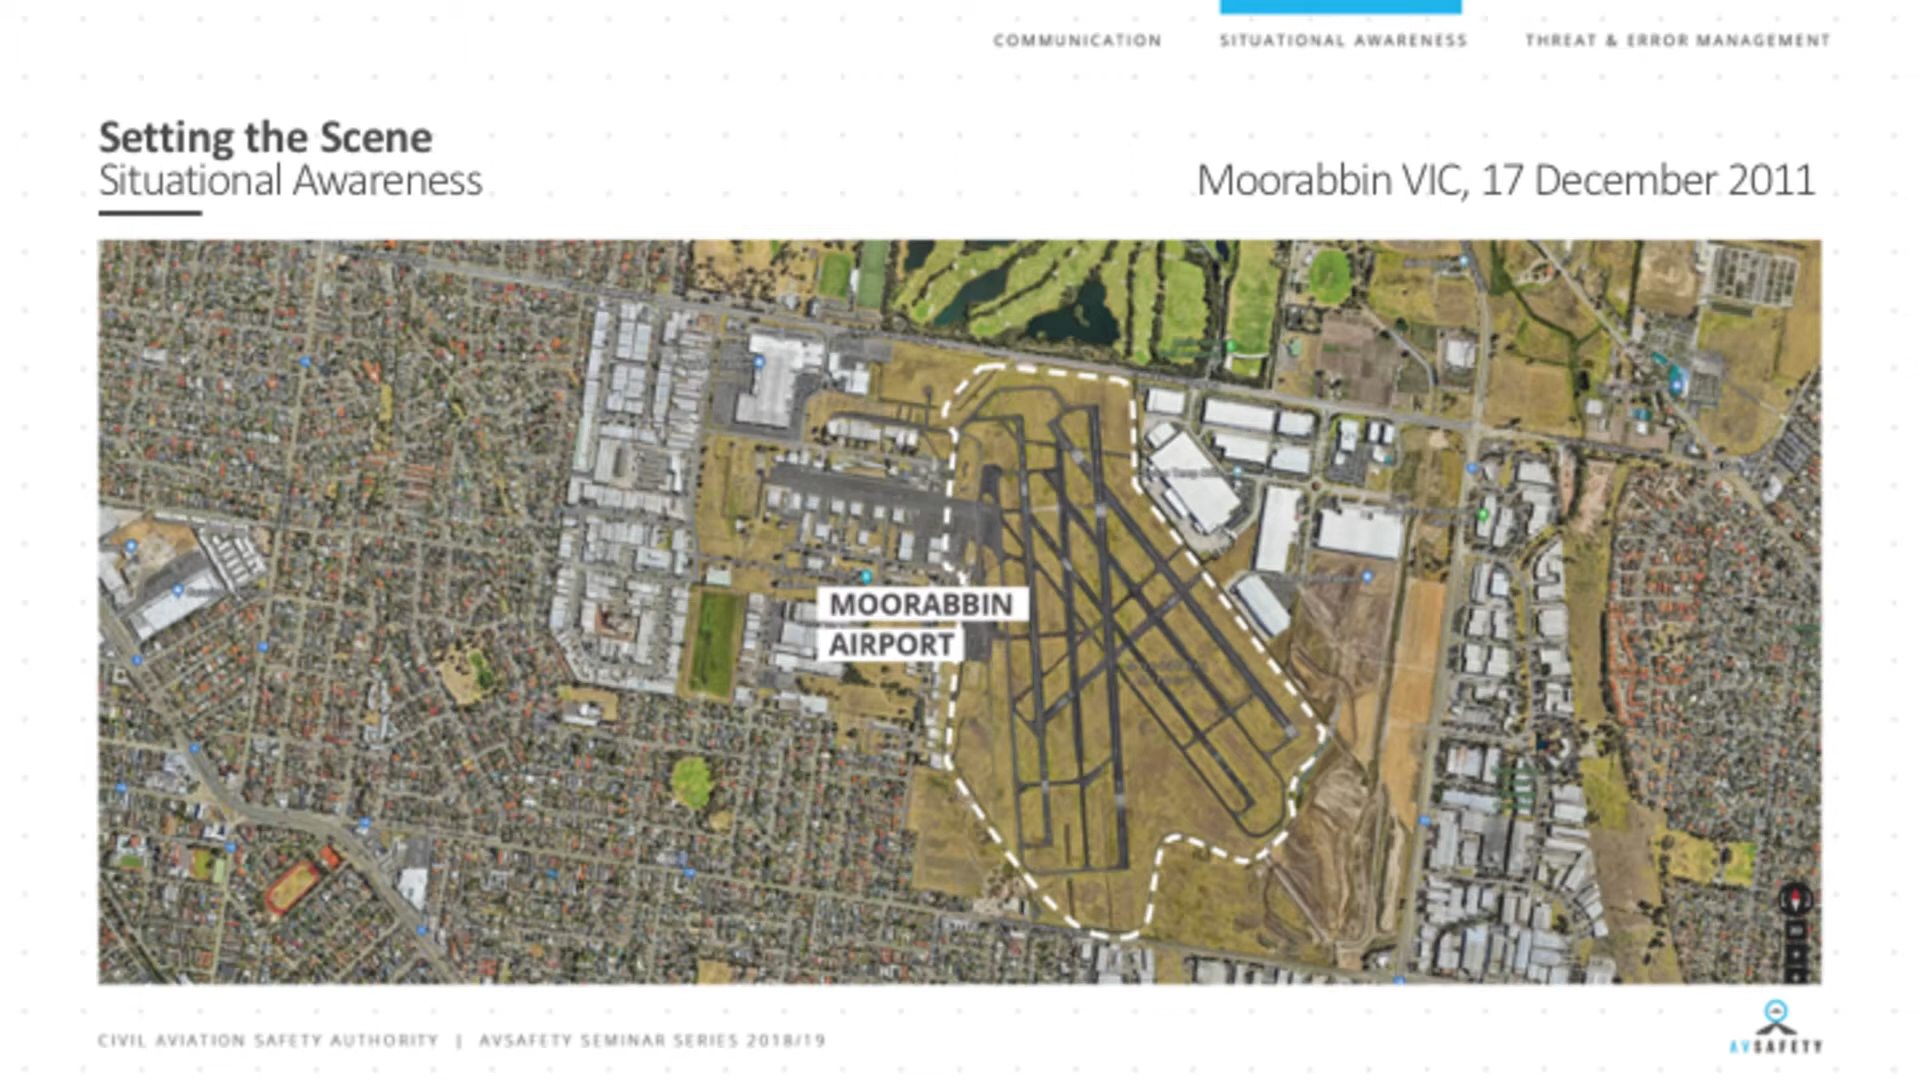 COMMUNICATION
SITUATIONAL AWARENESS
THREAT & ERROR MANAGEMENT
Setting the Scene
Situational Awareness
Moorabbin VIC, 17 December 2011
MOORABBIN
AIRPORT
CIVIL AVIATION SAFETY AUTHORITY | AVSAFETY SEMINAR SERIES 2018/19
AVSAFETY